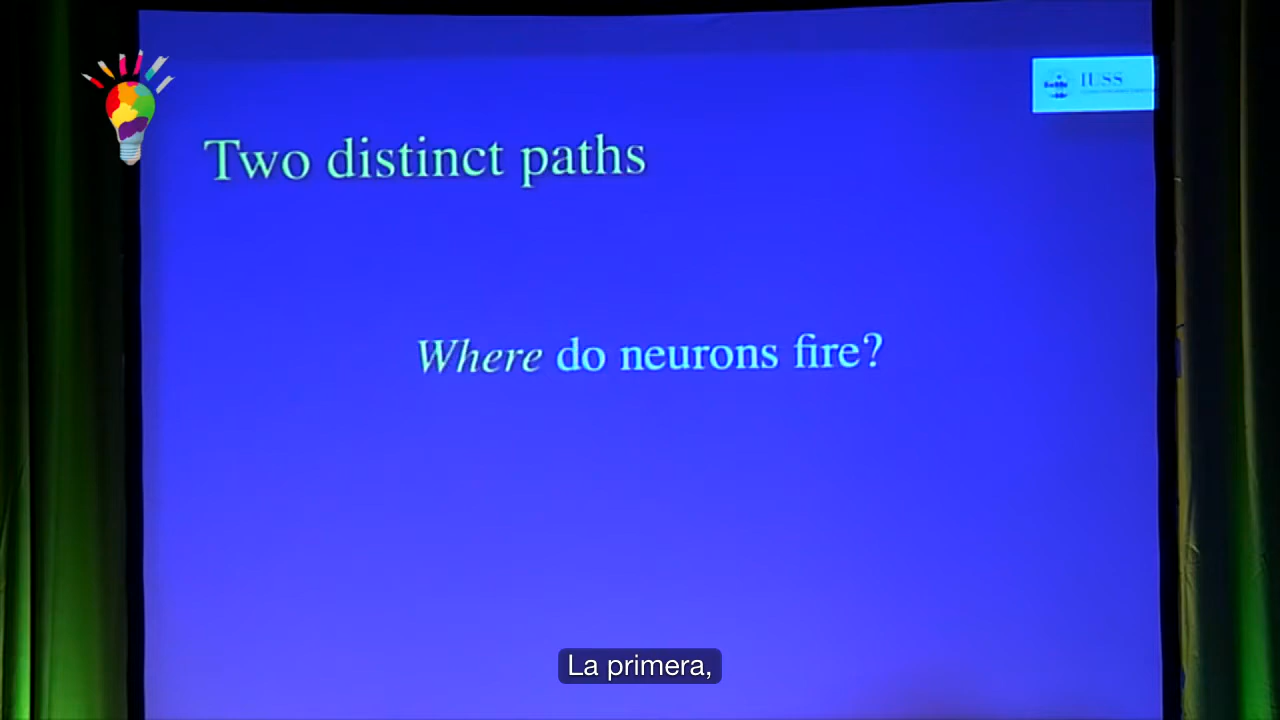 IUSS
Two distinct paths
Where do neurons fire?
La primera,